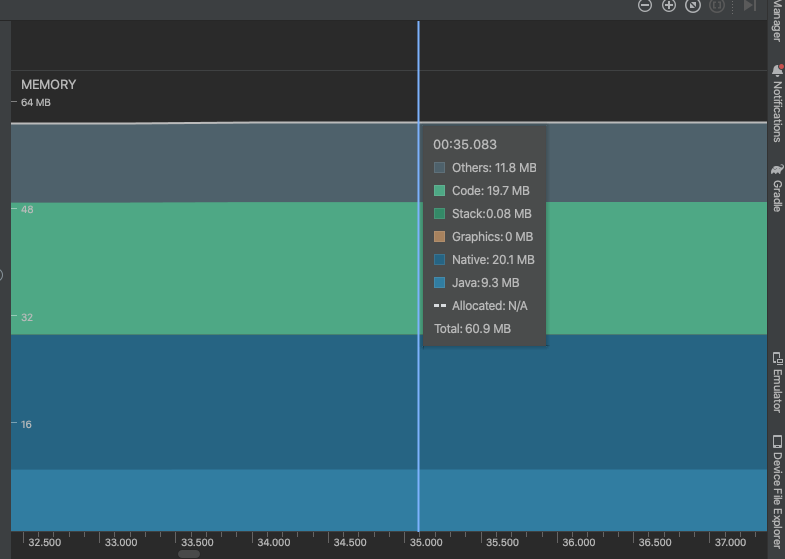 MEMORY
64 MB
48
32
16
00:35.083
Others: 11.8 MB
Code: 19.7 MB
Stack:0.08 MB
Graphics: 0 MB
Native: 20.1 MB
Java:9.3 MB
Allocated: N/A
Total: 60.9 MB
32.500 33.000 33.500 34.000 34.500 35.000 35.500 36.000 36.500 37.000
Manager
Notifications
Gradle
Emulator
Device File Explorer